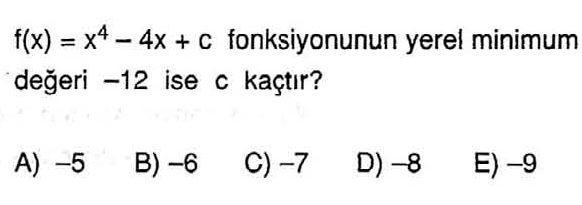 f(x) = x⁴ – 4x + c fonksiyonunun yerel minimum
değeri –12 ise c kaçtır?
A) –5 B) –6 C) –7 D) –8 E) –9